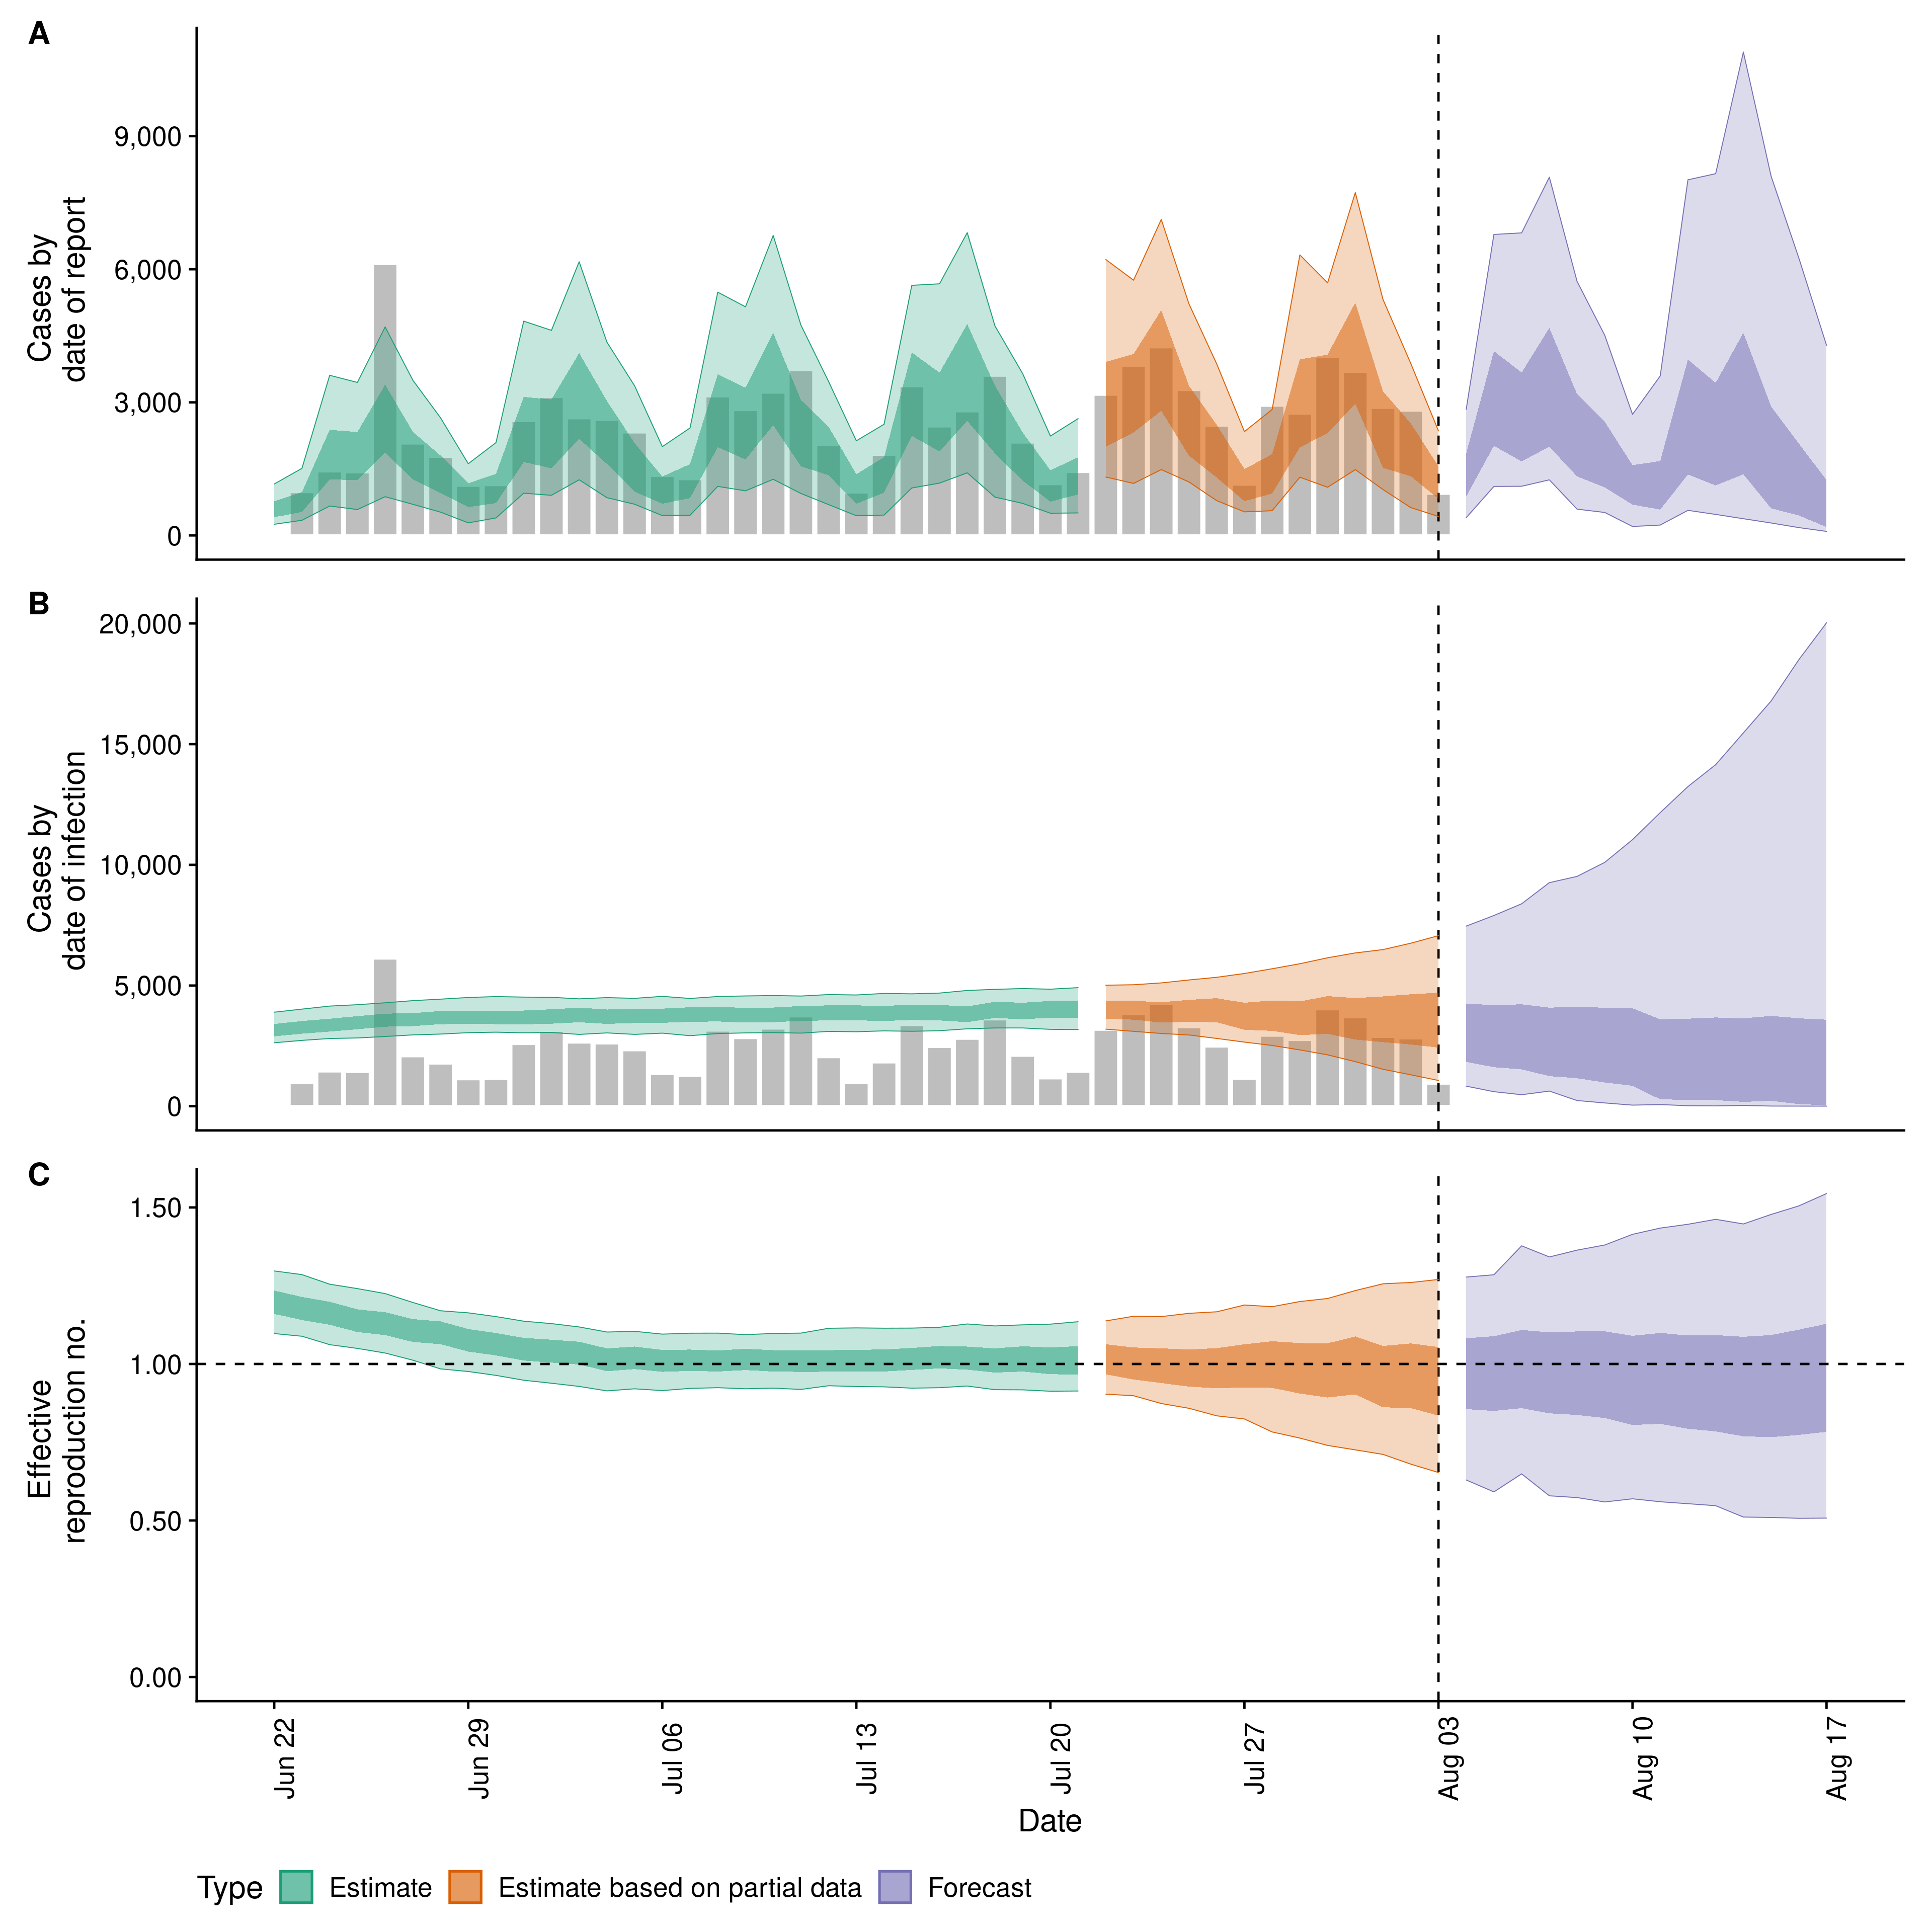 A
Cases by
date of report
9,000
6,000
3,000
0
B
Cases by
date of infection
20,000
15,000
10,000
5,000
0
C
Effective
reproduction no.
1.50
1.00
0.50
0.00
Jun 22
Jun 29
Jul 06
Jul 13
Jul 20
Jul 27
Aug 03
Aug 10
Aug 17
Date
Type
Estimate
Estimate based on partial data
Forecast